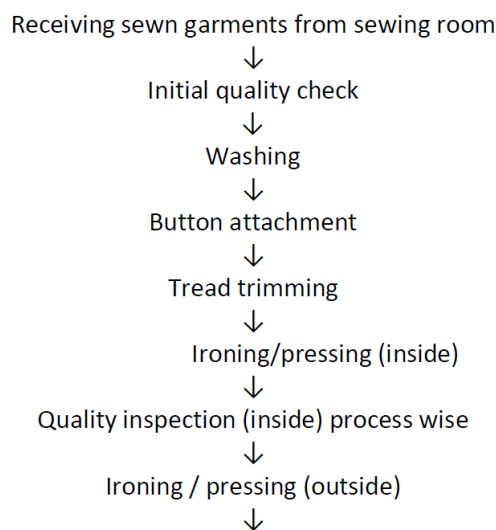 Receiving sewn garments from sewing room
↓
Initial quality check
↓
Washing
↓
Button attachment
↓
Tread trimming
↓
Ironing/pressing (inside)
↓
Quality inspection (inside) process wise
↓
Ironing / pressing (outside)
↓